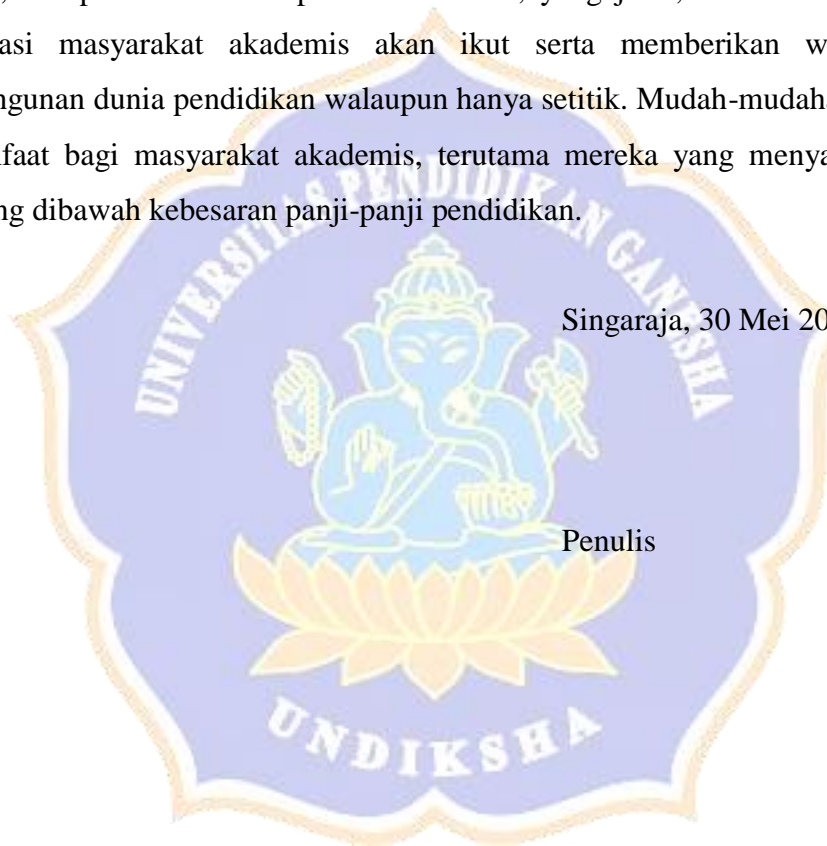 asi masyarakat akademis akan ikut serta memberikan w
ngunan dunia pendidikan walaupun hanya setitik. Mudah-mudaha
faat bagi masyarakat akademis, terutama mereka yang menya
ng dibawah kebesaran panji-panji pendidikan.
UNIVERSITAS PENDIDIKAN GANESHA
Singaraja, 30 Mei 20
Penulis
UNDIKSHA